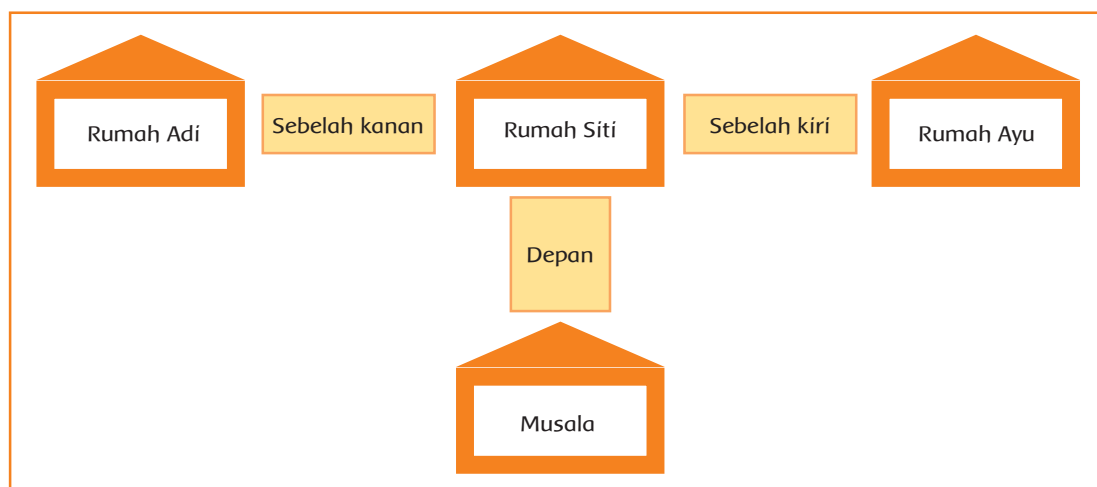 Rumah Adi
Sebelah kanan
Rumah Siti
Sebelah kiri
Rumah Ayu
Depan
Musala